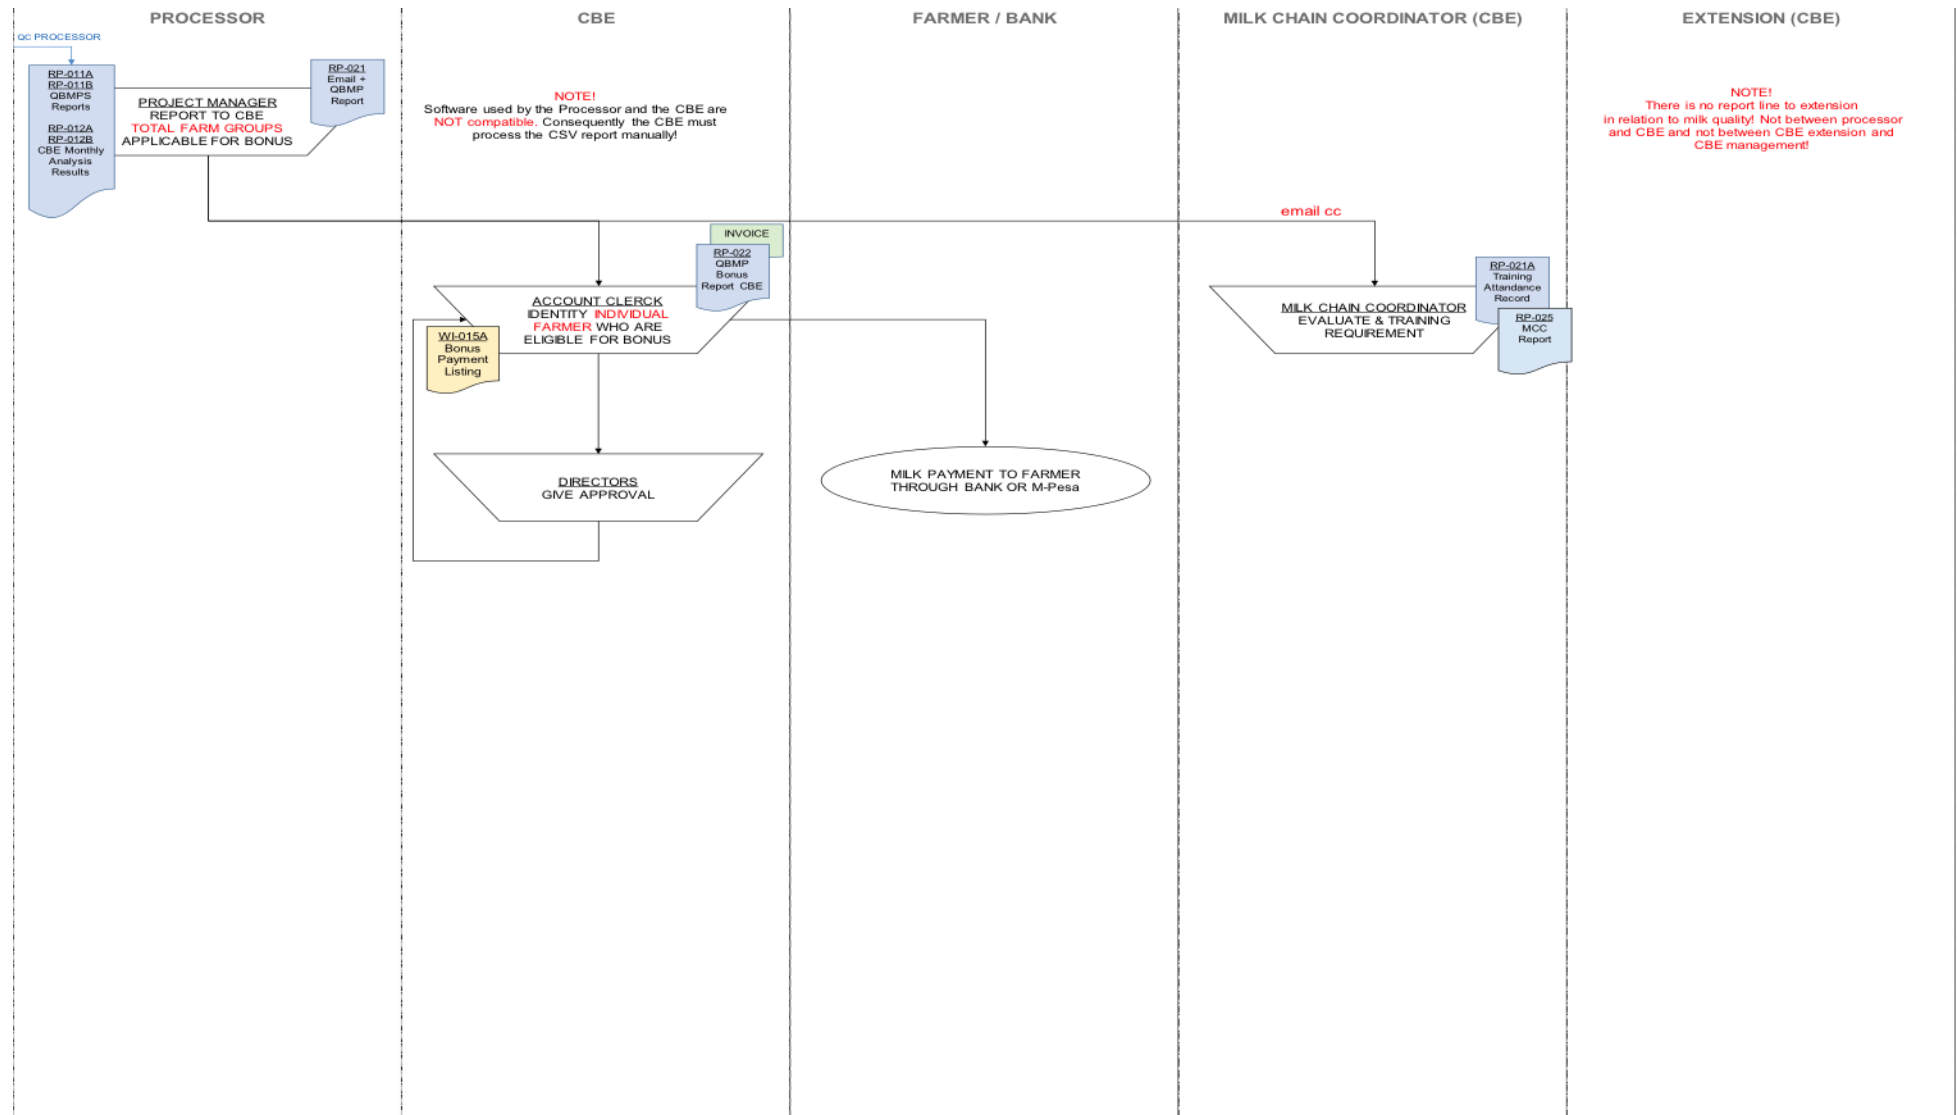 PROCESSOR
CBE
FARMER / BANK
MILK CHAIN COORDINATOR (CBE)
EXTENSION (CBE)
QC PROCESSOR
RP-011A
RP-011B
QBMPS
Reports
RP-012A
RP-012B
CBE Monthly
Analysis
Results
PROJECT MANAGER
REPORT TO CBE
TOTAL FARM GROUPS
APPLICABLE FOR BONUS
RP-021
Email +
QBMP
Report
NOTE!
Software used by the Processor and the CBE are
NOT compatible. Consequently the CBE must
process the CSV report manually!
NOTE!
There is no report line to extension
in relation to milk quality! Not between processor
and CBE and not between CBE extension and
CBE management!
email cc
INVOICE
RP-022
QBMP
Bonus
Report CBE
ACCOUNT CLERCK
IDENTITY INDIVIDUAL
FARMER WHO ARE
ELIGIBLE FOR BONUS
WI-015A
Bonus
Payment
Listing
MILK CHAIN COORDINATOR
EVALUATE & TRAINING
REQUIREMENT
RP-021A
Training
Attandance
Record
RP-025
MCC
Report
DIRECTORS
GIVE APPROVAL
MILK PAYMENT TO FARMER
THROUGH BANK OR M-Pesa